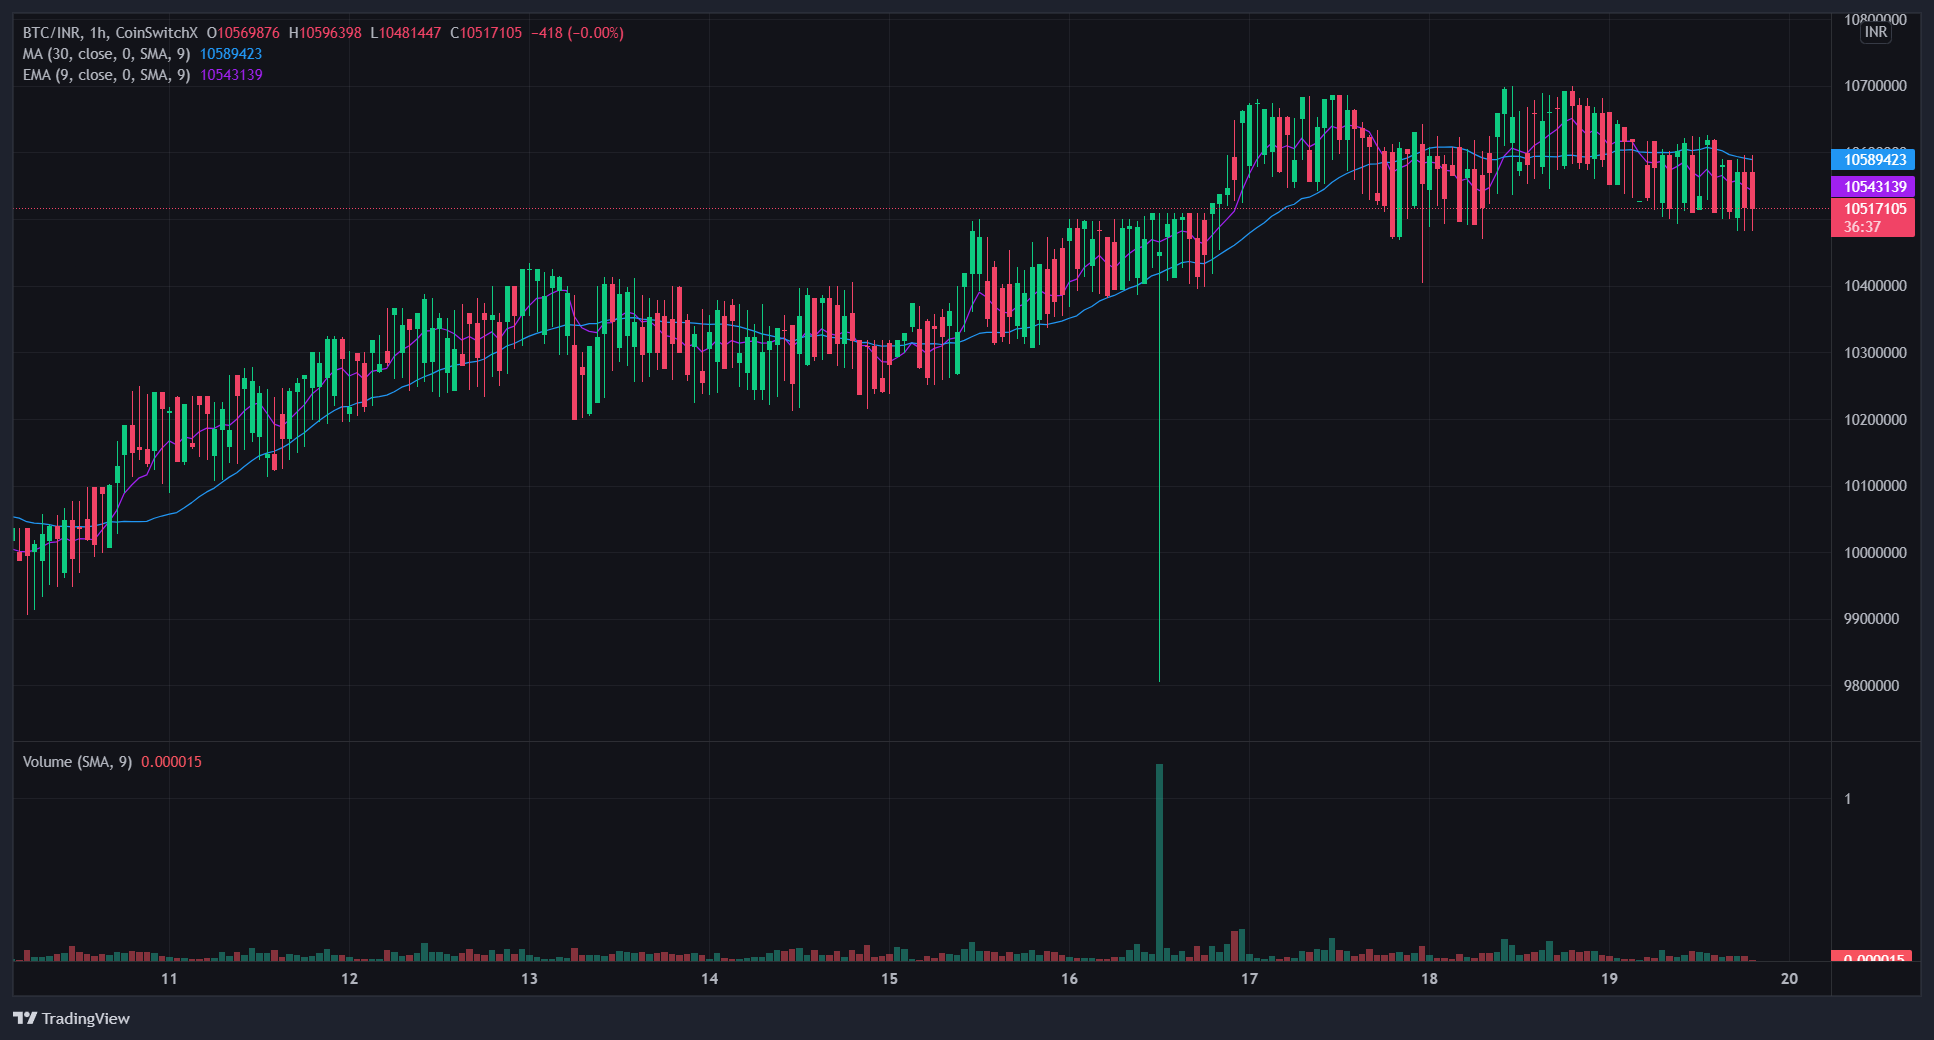 BTC/INR, 1h, CoinSwitchX O10569876 H10596398 L10481447 C10517105 −418 (−0.00%)
MA (30, close, 0, SMA, 9) 10589423
EMA (9, close, 0, SMA, 9) 10543139
10800000
INR
10700000
10589423
10543139
10517105
36:37
10400000
10300000
10200000
10100000
10000000
9900000
9800000
Volume (SMA, 9) 0.000015
1
0.000015
11 12 13 14 15 16 17 18 19 20
TradingView